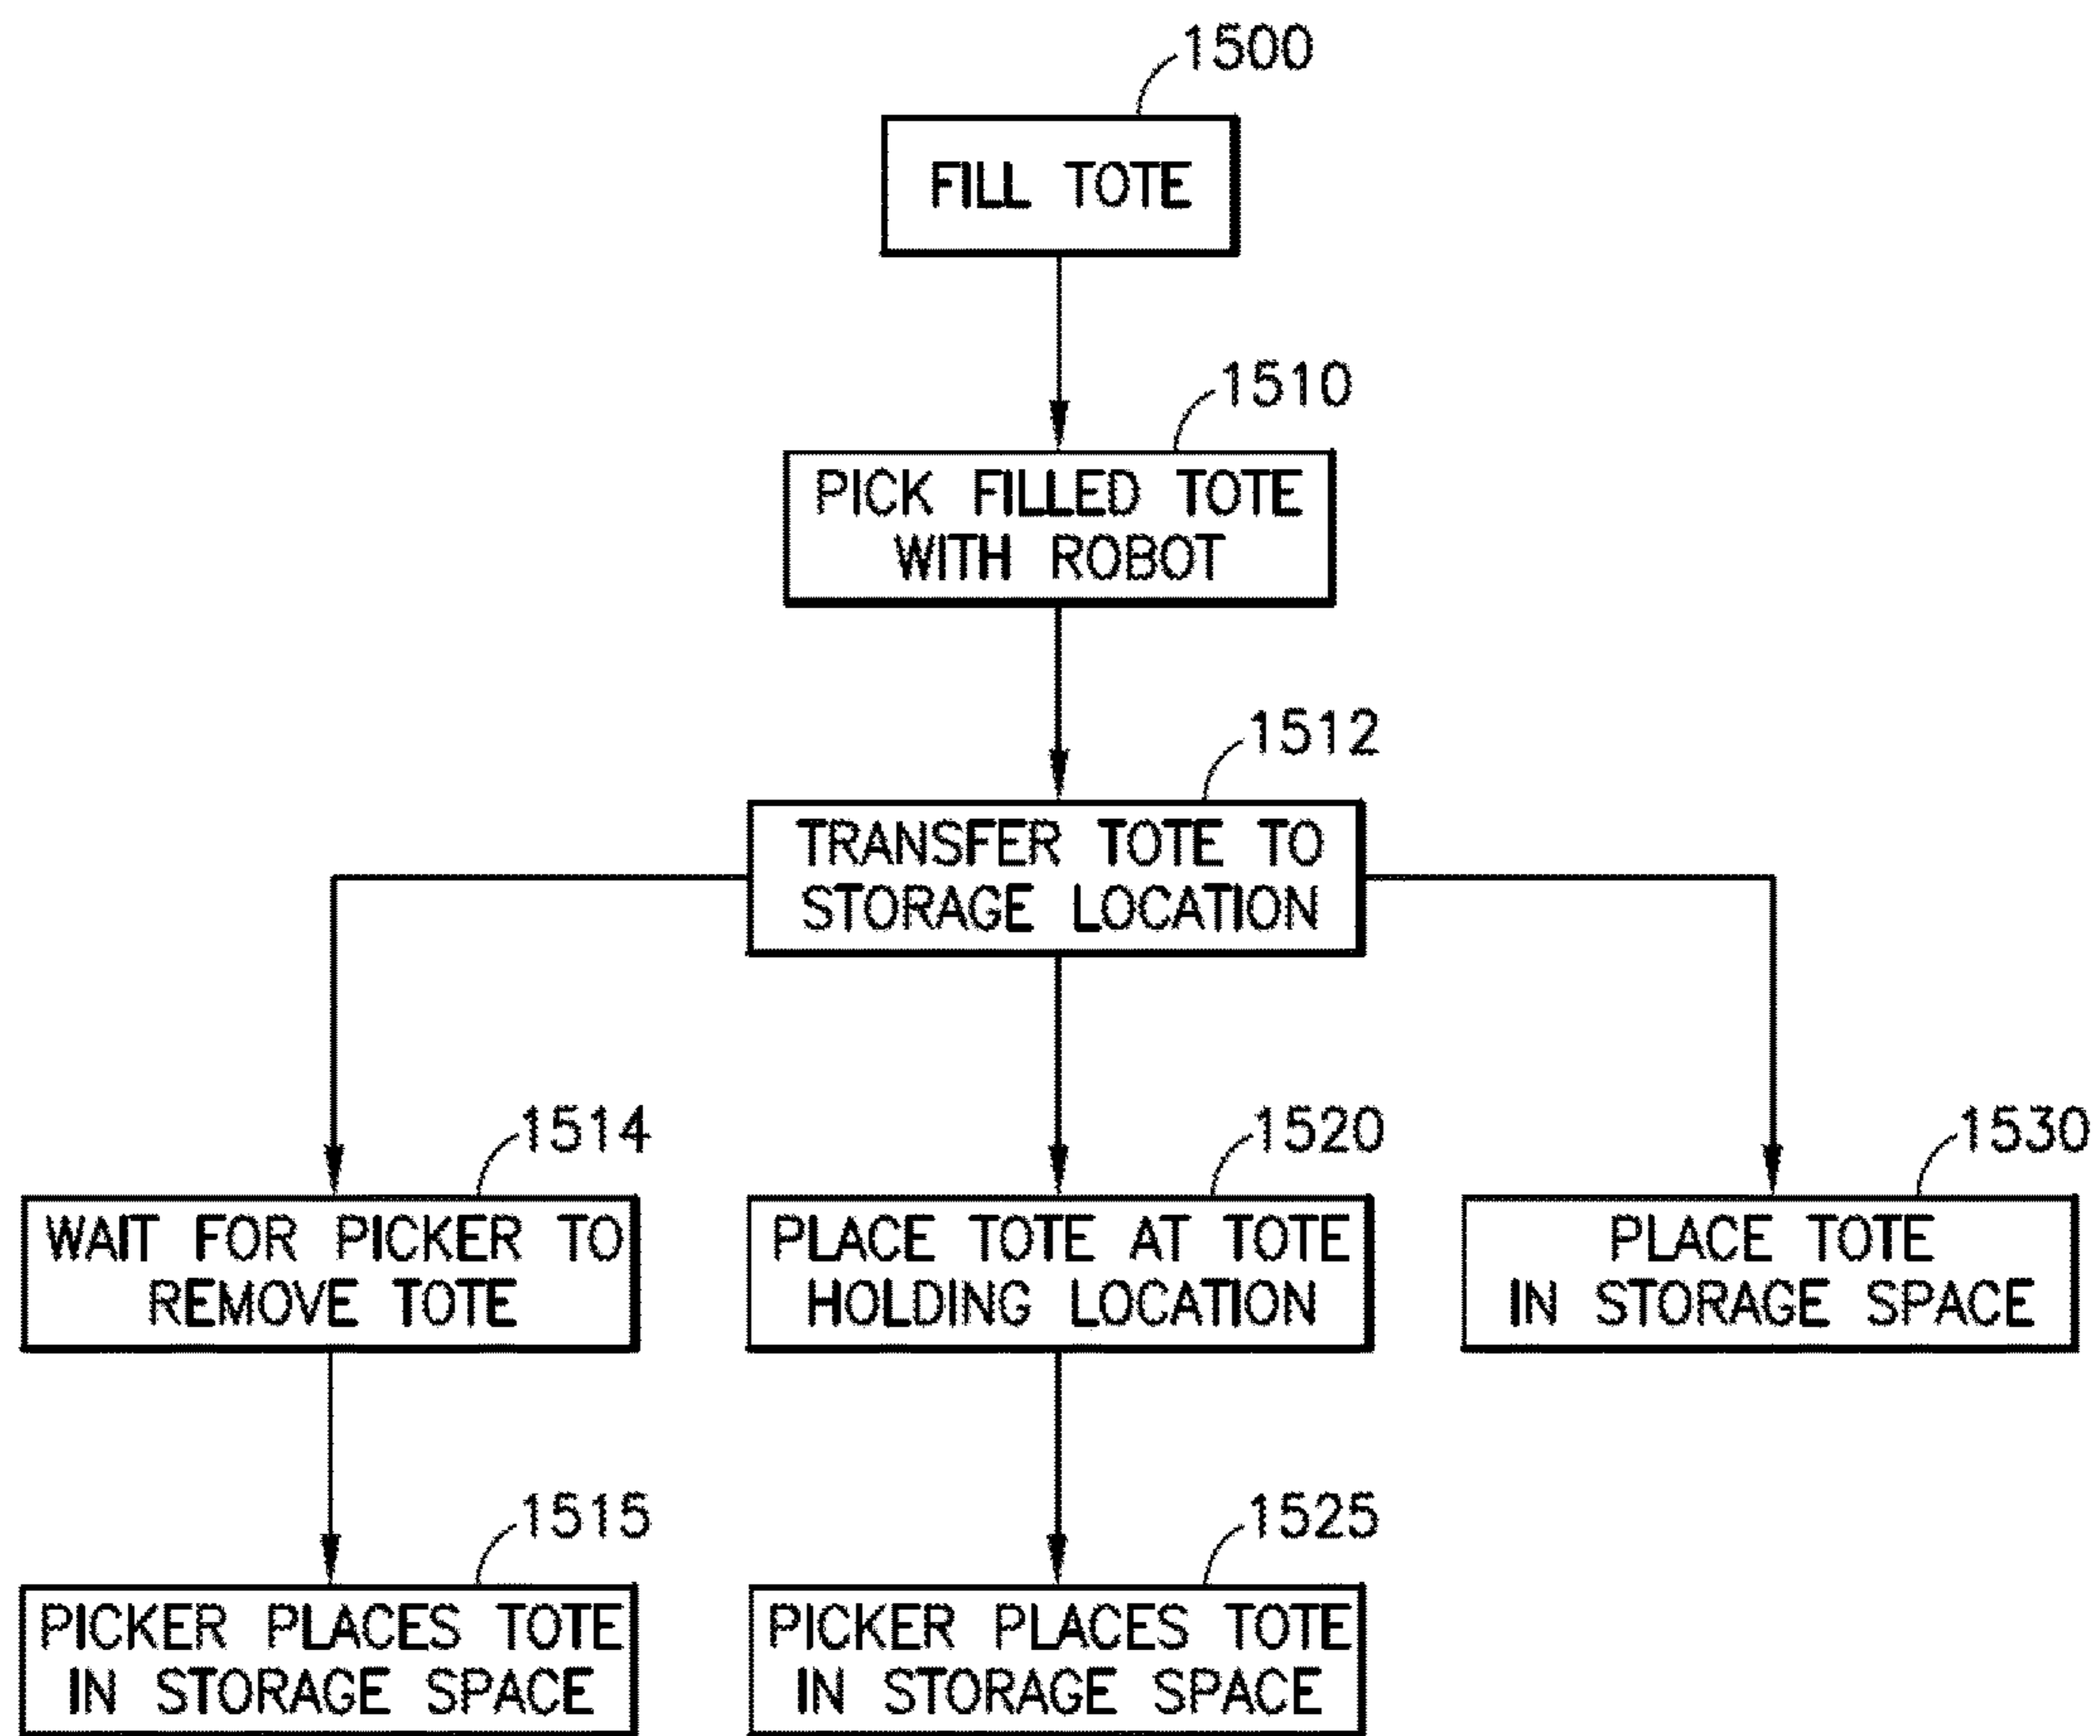 1500
FILL TOTE
1510
PICK FILLED TOTE
WITH ROBOT
1512
TRANSFER TOTE TO
STORAGE LOCATION
1514
WAIT FOR PICKER TO
REMOVE TOTE
1520
PLACE TOTE AT TOTE
HOLDING LOCATION
1530
PLACE TOTE
IN STORAGE SPACE
1515
PICKER PLACES TOTE
IN STORAGE SPACE
1525
PICKER PLACES TOTE
IN STORAGE SPACE